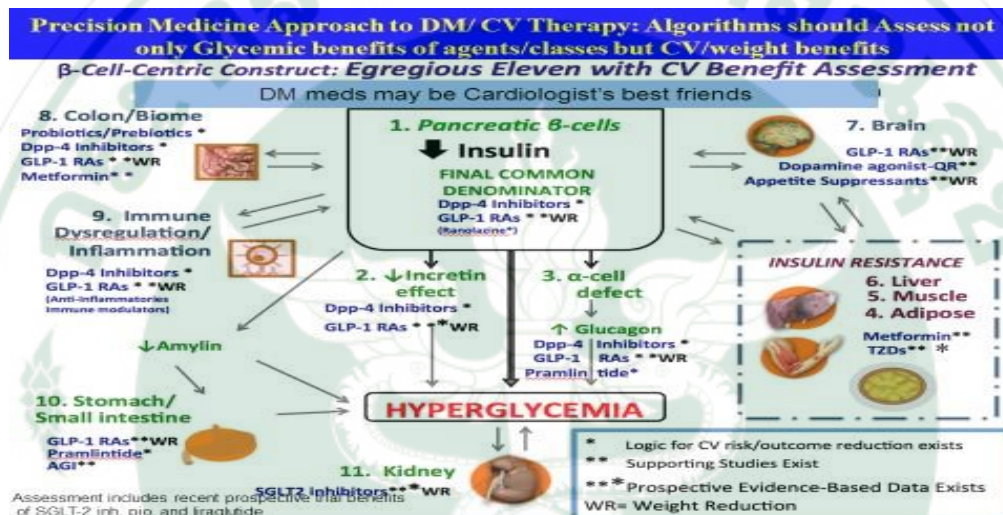 Precision Medicine Approach to DM/ CV Therapy: Algorithms should Assess not
only Glycemic benefits of agents/classes but CV/weight benefits
β-Cell-Centric Construct: Egregious Eleven with CV Benefit Assessment
DM meds may be Cardiologist's best friends
8. Colon/Biome
Probiotics/Prebiotics *
Dpp-4 Inhibitors *
GLP-1 RAs * *WR
Metformin* *
1. Pancreatic β-cells
Insulin
FINAL COMMON
DENOMINATOR
Dpp-4 Inhibitors *
GLP-1 RAs * *WR
(Ranolazine*)
7. Brain
GLP-1 RAs**WR
Dopamine agonist-QR**
Appetite Suppressants**WR
9. Immune
Dysregulation/
Inflammation
Dpp-4 Inhibitors *
GLP-1 RAs * *WR
(Anti-inflammatories
Immune modulators)
2. ↓Incretin
effect
Dpp-4 Inhibitors *
GLP-1 RAs * **WR
3. α-cell
defect
↑ Glucagon
Dpp-4 Inhibitors *
GLP-1 RAs * *WR
Pramlin tide*
INSULIN RESISTANCE
6. Liver
5. Muscle
4. Adipose
Metformin**
TZDs** *
↓Amylin
10. Stomach/
Small intestine
GLP-1 RAs**WR
Pramlintide*
AGI**
HYPERGLYCEMIA
11. Kidney
SGLT2 inhibitors***WR
* Logic for CV risk/outcome reduction exists
** Supporting Studies Exist
***Prospective Evidence-Based Data Exists
WR= Weight Reduction
Assessment includes recent prospective trial benefits
of SGLT-2 inh, pio, and liraglutide